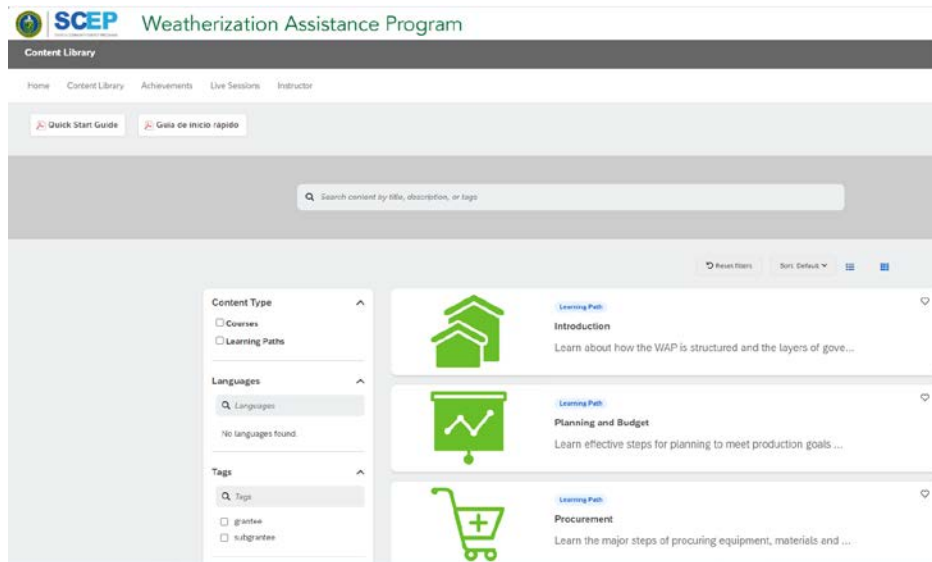 SCEP Weatherization Assistance Program
Content Library
Home Content Library Achievements Live Sessions Instructor
Quick Start Guide Guía de inicio rápido
Search content by title, description, or tags
Reset filters Sort: Default
Content Type
Courses
Learning Paths
Languages
Languages
No languages found.
Tags
Tags
grantee
subgrantee
Learning Path
Introduction
Learn about how the WAP is structured and the layers of gove...
Learning Path
Planning and Budget
Learn effective steps for planning to meet production goals ...
Learning Path
Procurement
Learn the major steps of procuring equipment, materials and ...